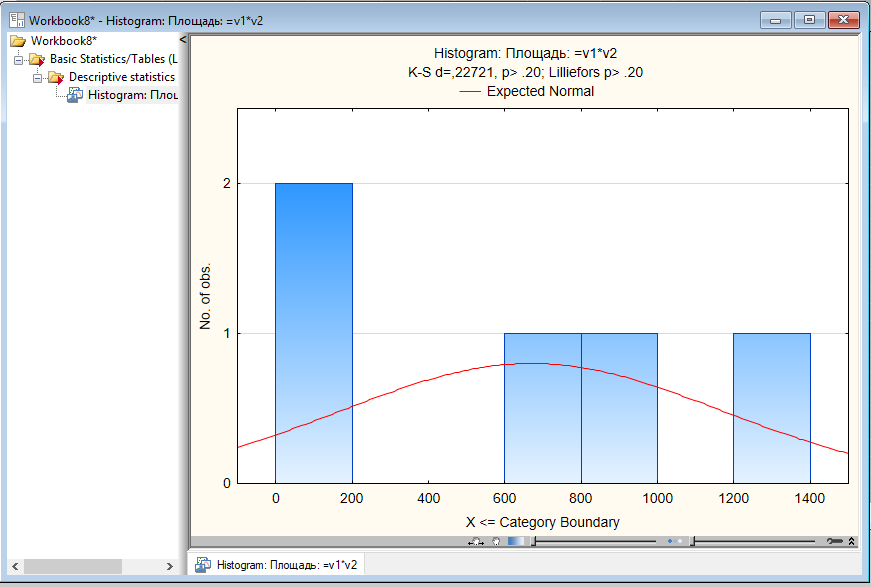 Workbook8* - Histogram: Площадь: =v1*v2
Workbook8*
Basic Statistics/Tables (L
Descriptive statistics
Histogram: Площ
Histogram: Площадь: =v1*v2
K-S d=,22721, p> .20; Lilliefors p> .20
Expected Normal
No. of obs.
2
1
0
0 200 400 600 800 1000 1200 1400
X <= Category Boundary
Histogram: Площадь: =v1*v2